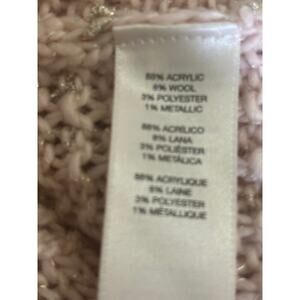 88% ACRYLIC
8% WOOL
3% POLYESTER
1% METALLIC
88% ACRÍLICO
8% LANA
3% POLIÉSTER
1% METÁLICA
88% ACRYLIQUE
8% LAINE
3% POLYESTER
1% MÉTALLIQUE